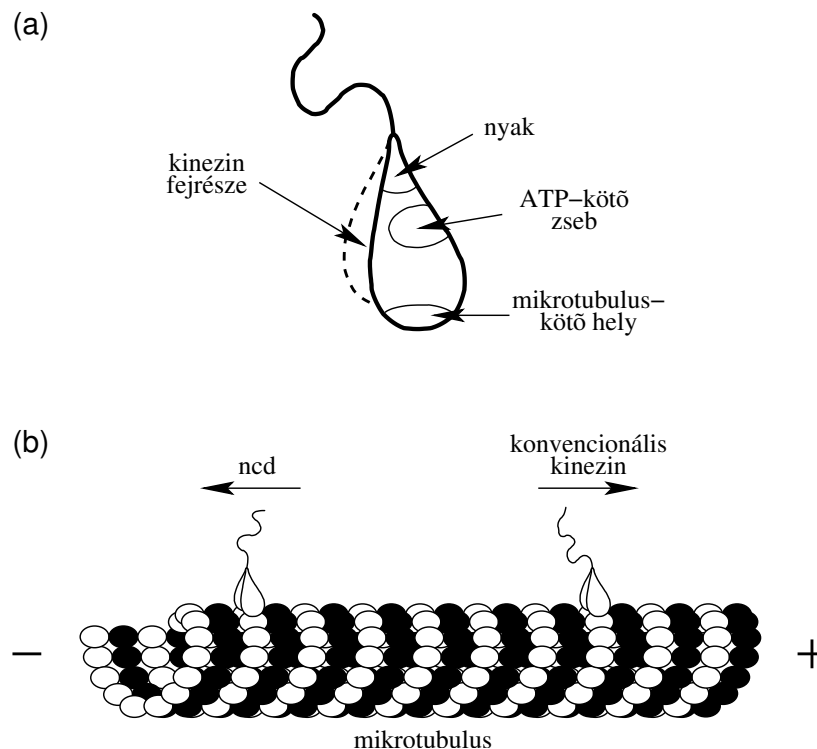 (a)
nyak
kinezin
fejrésze
ATP−kötõ
zseb
mikrotubulus−
kötõ hely
(b)
ncd
konvencionális
kinezin
−
+
mikrotubulus